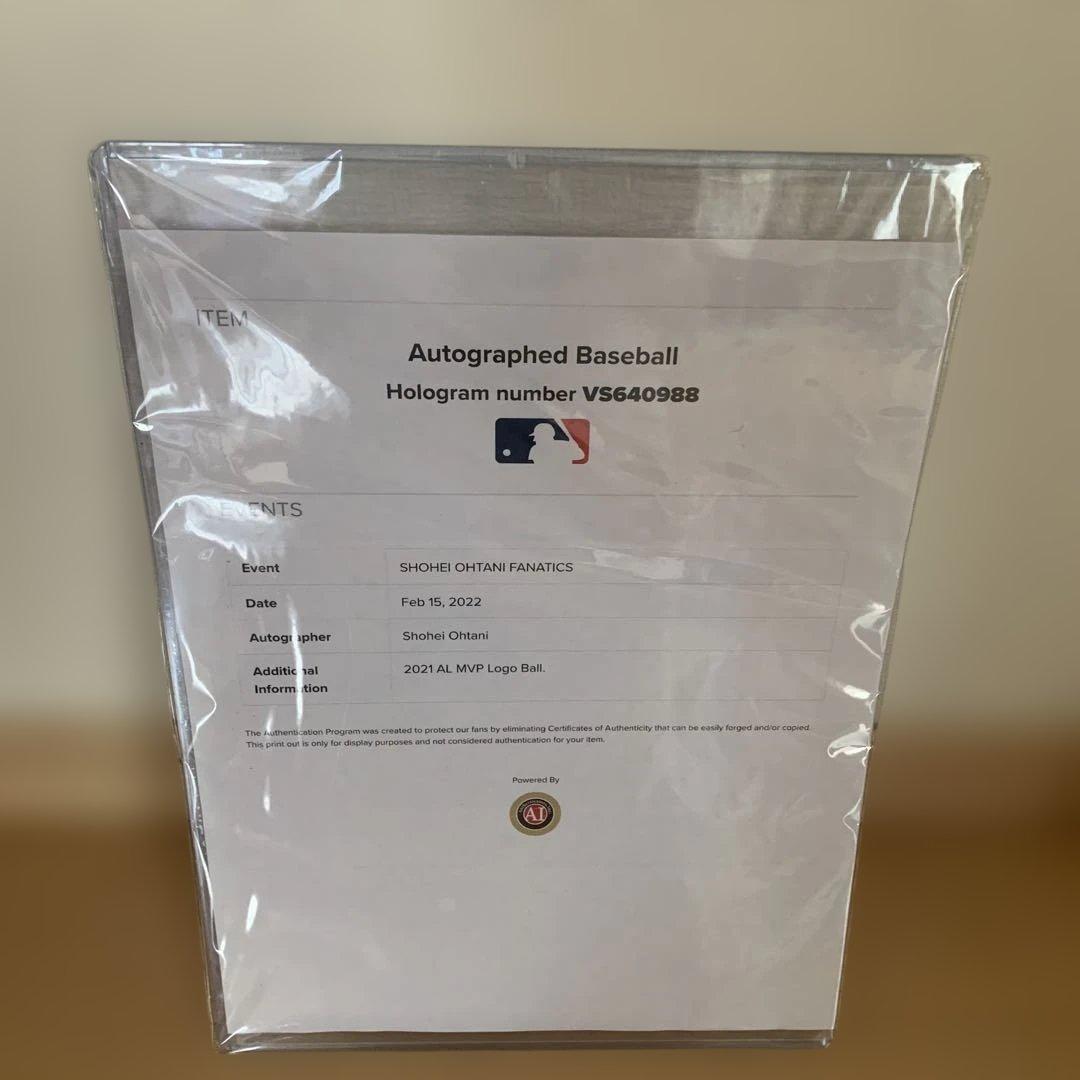 ITEM
Autographed Baseball
Hologram number VS640988
EVENTS
Event SHOHEI OHTANI FANATICS
Date Feb 15, 2022
Autographer Shohei Ohtani
Additional Information 2021 AL MVP Logo Ball.
The Authentication Program was created to protect our fans by eliminating Certificates of Authenticity that can be easily forged and/or copied.
This print out is only for display purposes and not considered authentication for your item.
Powered By
AI